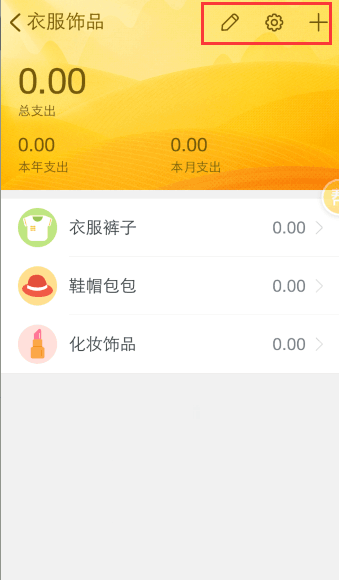 衣服饰品
0.00
总支出
0.00 0.00
本年支出 本月支出
衣服裤子 0.00
鞋帽包包 0.00
化妆饰品 0.00